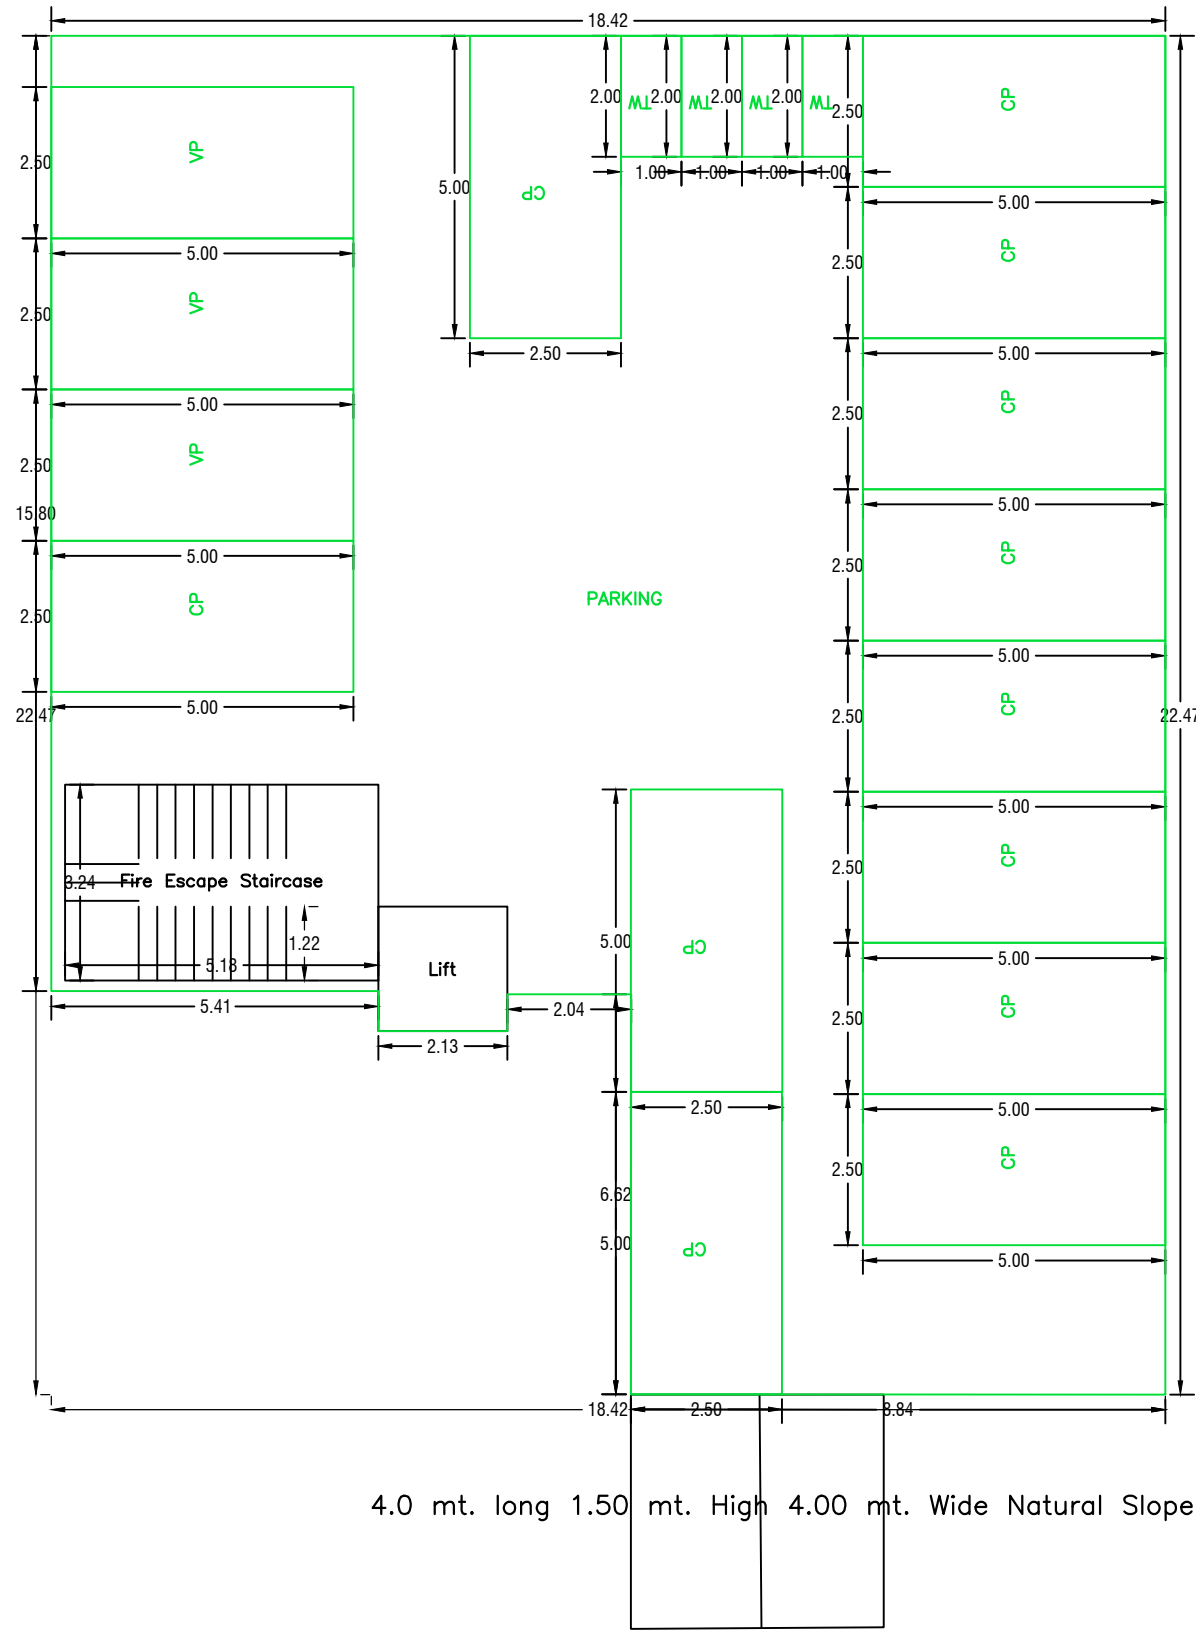 18.42
2.00 TW 2.00 TW 2.00 TW 2.00 TW
CP
2.50
VP
2.50
1.00 1.00 1.00 1.00
5.00
CP
5.00
5.00
2.50
CP
VP
2.50
2.50
5.00
5.00
CP
2.50
VP
2.50
15.80
5.00
5.00
CP
2.50
PARKING
CP
2.50
5.00
5.00
CP
2.50
22.47
22.47
5.00
CP
2.50
3.24
Fire Escape Staircase
1.22
5.18
Lift
5.00
CP
5.00
CP
2.50
5.41
2.04
2.13
2.50
5.00
CP
2.50
6.62
5.00
CP
5.00
18.42
2.50
8.84
4.0 mt. long 1.50 mt. High 4.00 mt. Wide Natural Slope